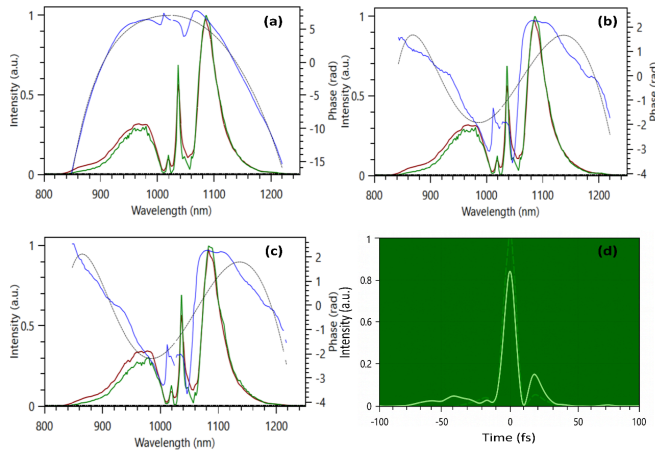 (a)
Intensity (a.u.)
1
0.5
0
800 900 1000 1100 1200
Wavelength (nm)
Phase (rad)
5
0
-5
-10
-15
(b)
Intensity (a.u.)
1
0.5
0
800 900 1000 1100 1200
Wavelength (nm)
Phase (rad)
2
1
0
-1
-2
-3
-4
(c)
Intensity (a.u.)
1
0.5
0
800 900 1000 1100 1200
Wavelength (nm)
Phase (rad)
2
1
0
-1
-2
-3
-4
(d)
Intensity (a.u.)
1
0.8
0.6
0.2
0
-100 -50 0 50 100
Time (fs)